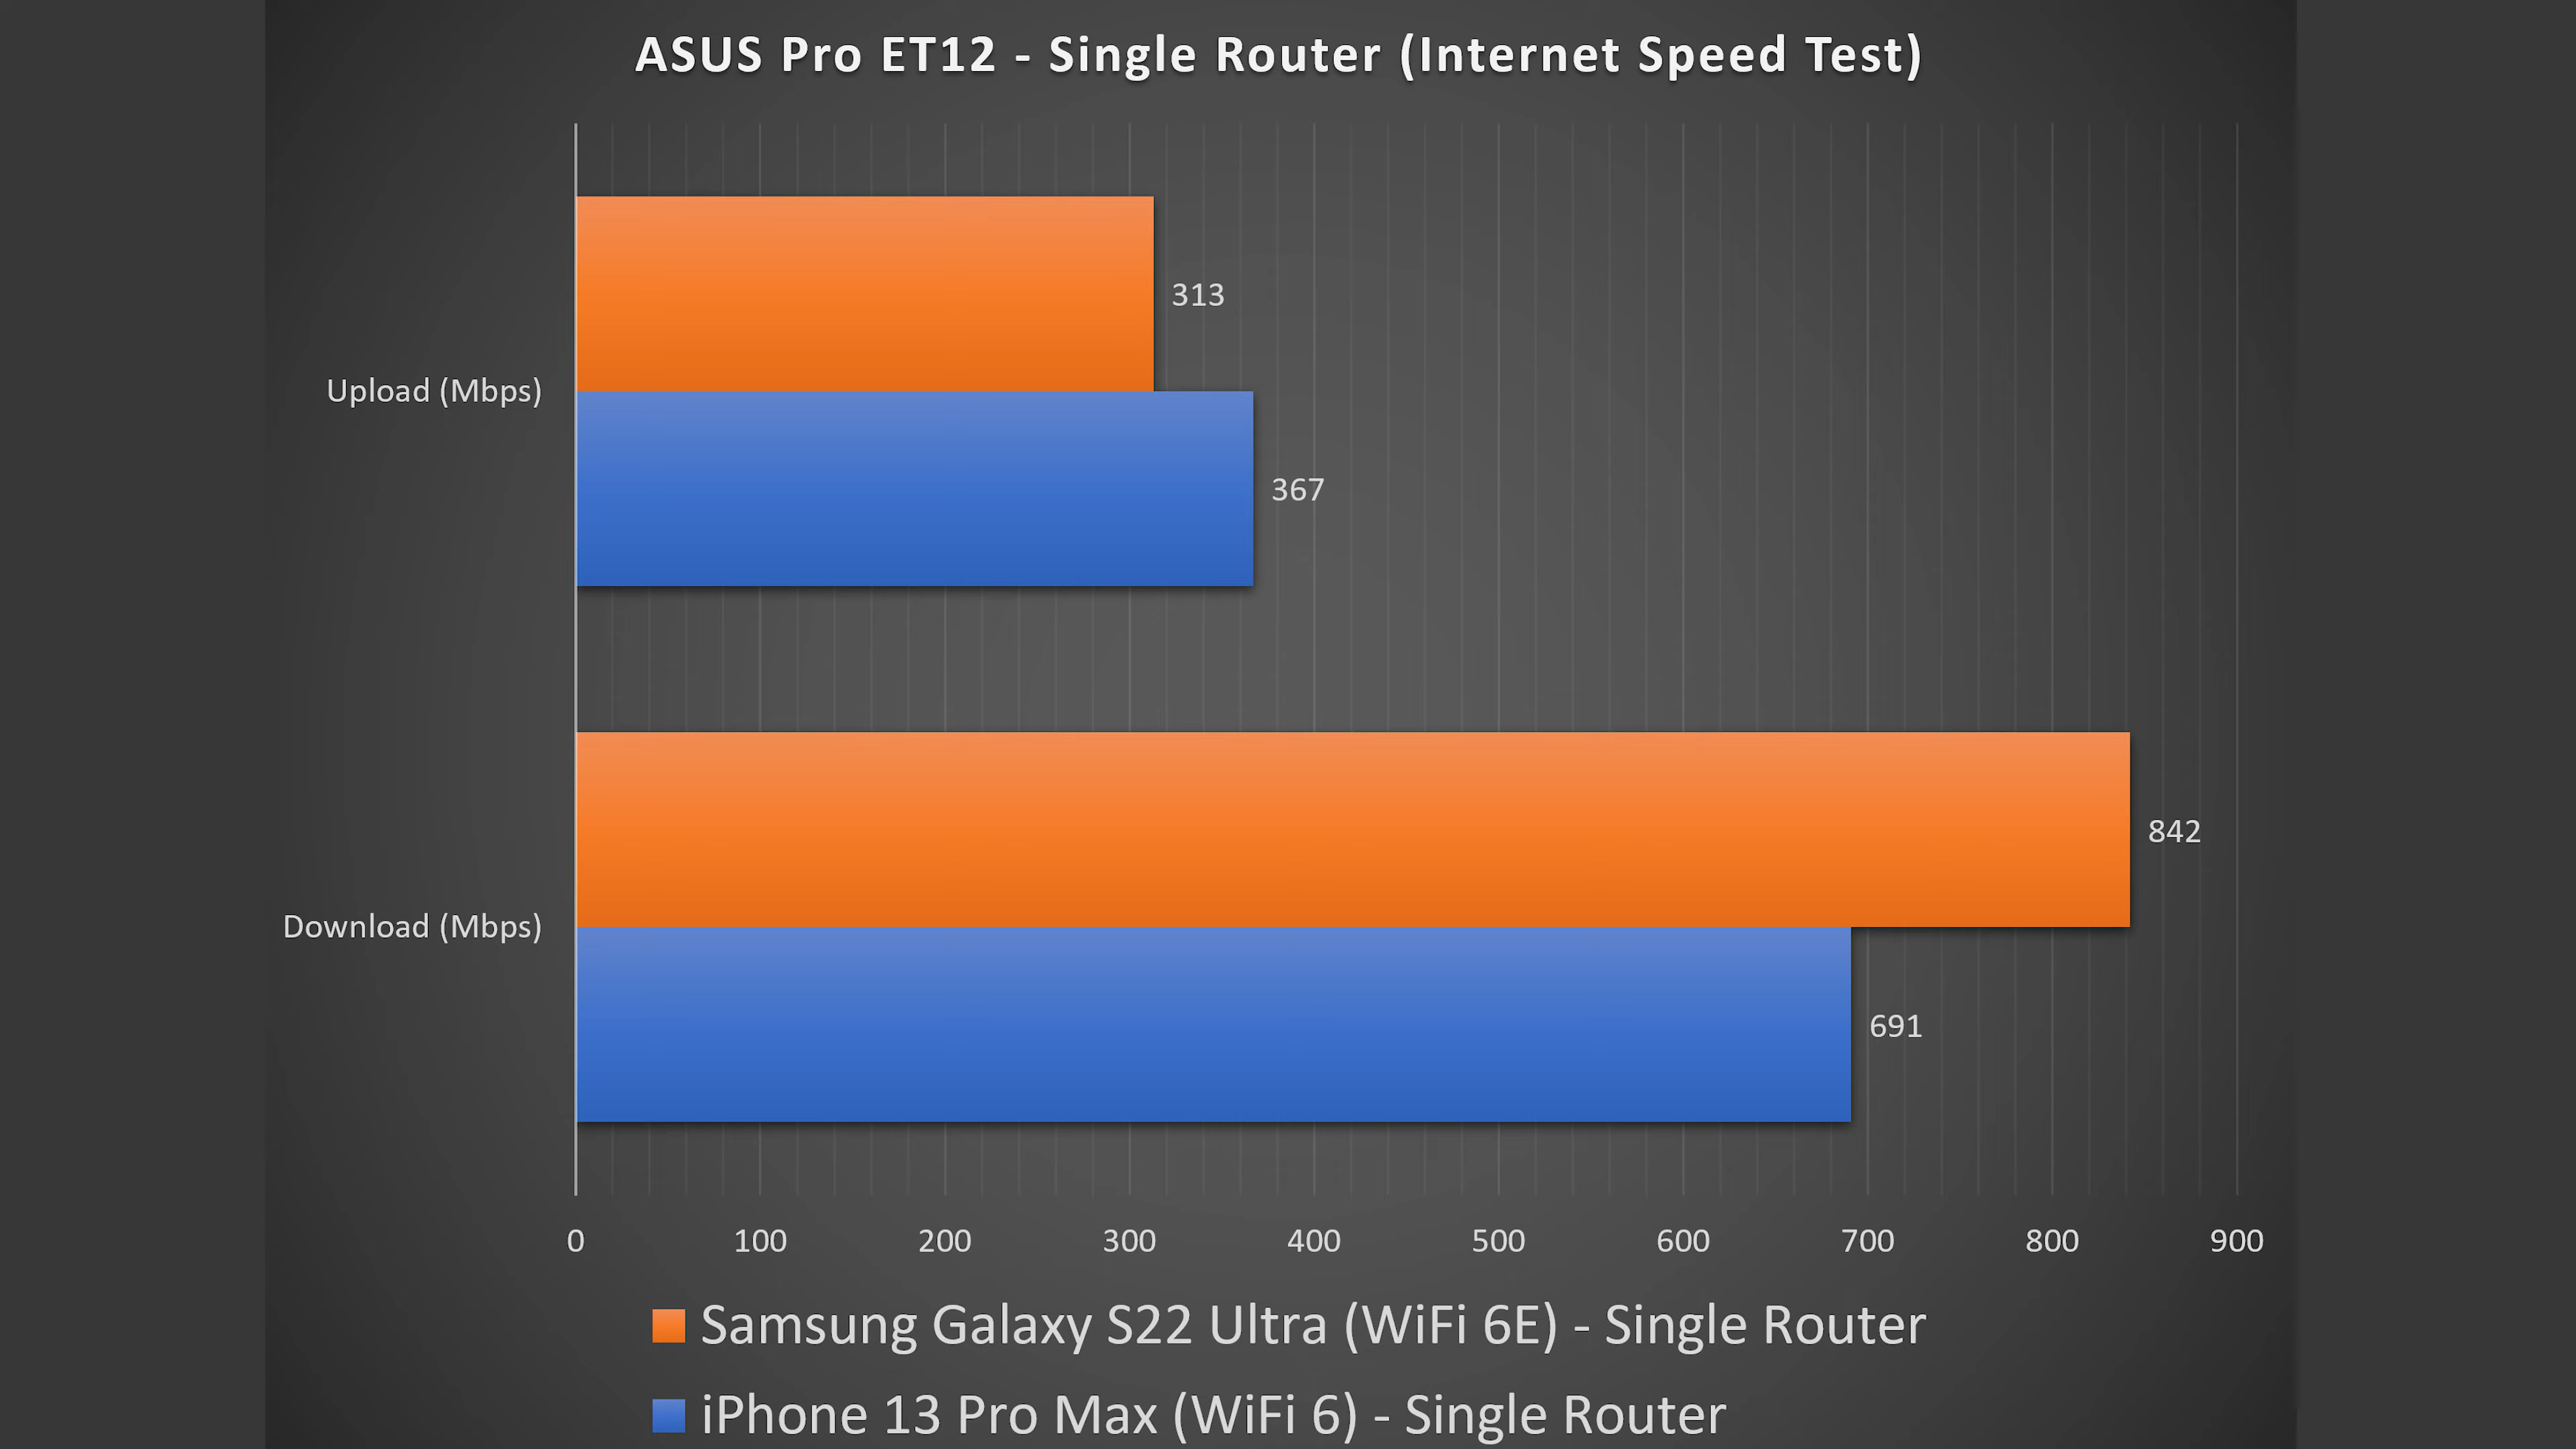 ASUS Pro ET12 - Single Router (Internet Speed Test)
313
Upload (Mbps)
367
842
Download (Mbps)
691
0 100 200 300 400 500 600 700 800 900
Samsung Galaxy S22 Ultra (WiFi 6E) - Single Router
iPhone 13 Pro Max (WiFi 6) - Single Router